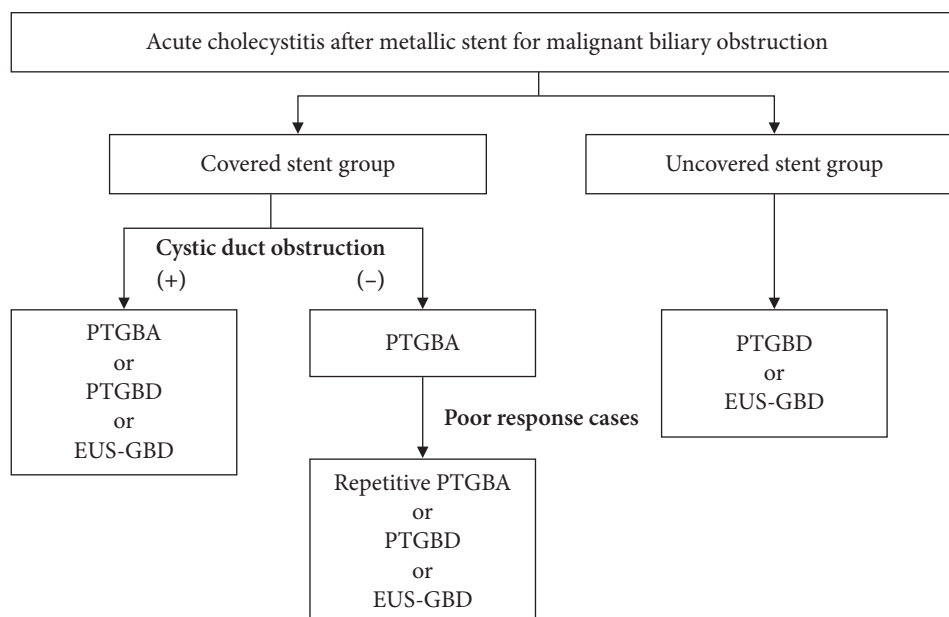 Acute cholecystitis after metallic stent for malignant biliary obstruction
Covered stent group
Uncovered stent group
Cystic duct obstruction
(+)
(–)
PTGBA
or
PTGBD
or
EUS-GBD
PTGBA
PTGBD
or
EUS-GBD
Poor response cases
Repetitive PTGBA
or
PTGBD
or
EUS-GBD